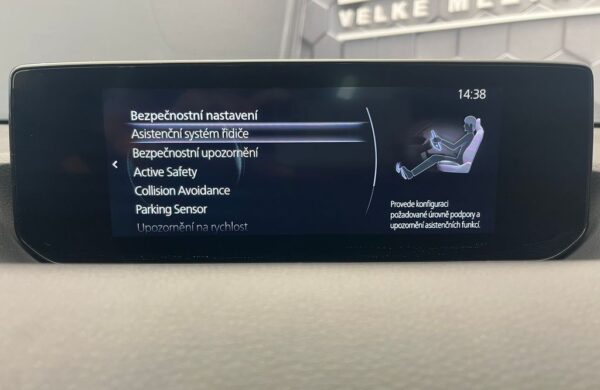 VELKE
14:38
Bezpečnostní nastavení
Asistenční systém řidiče
Bezpečnostní upozornění
Active Safety
Collision Avoidance
Parking Sensor
Upozornění na rychlost
Provede konfiguraci
požadované úrovně podpory a
upozornění asistenčních funkcí.